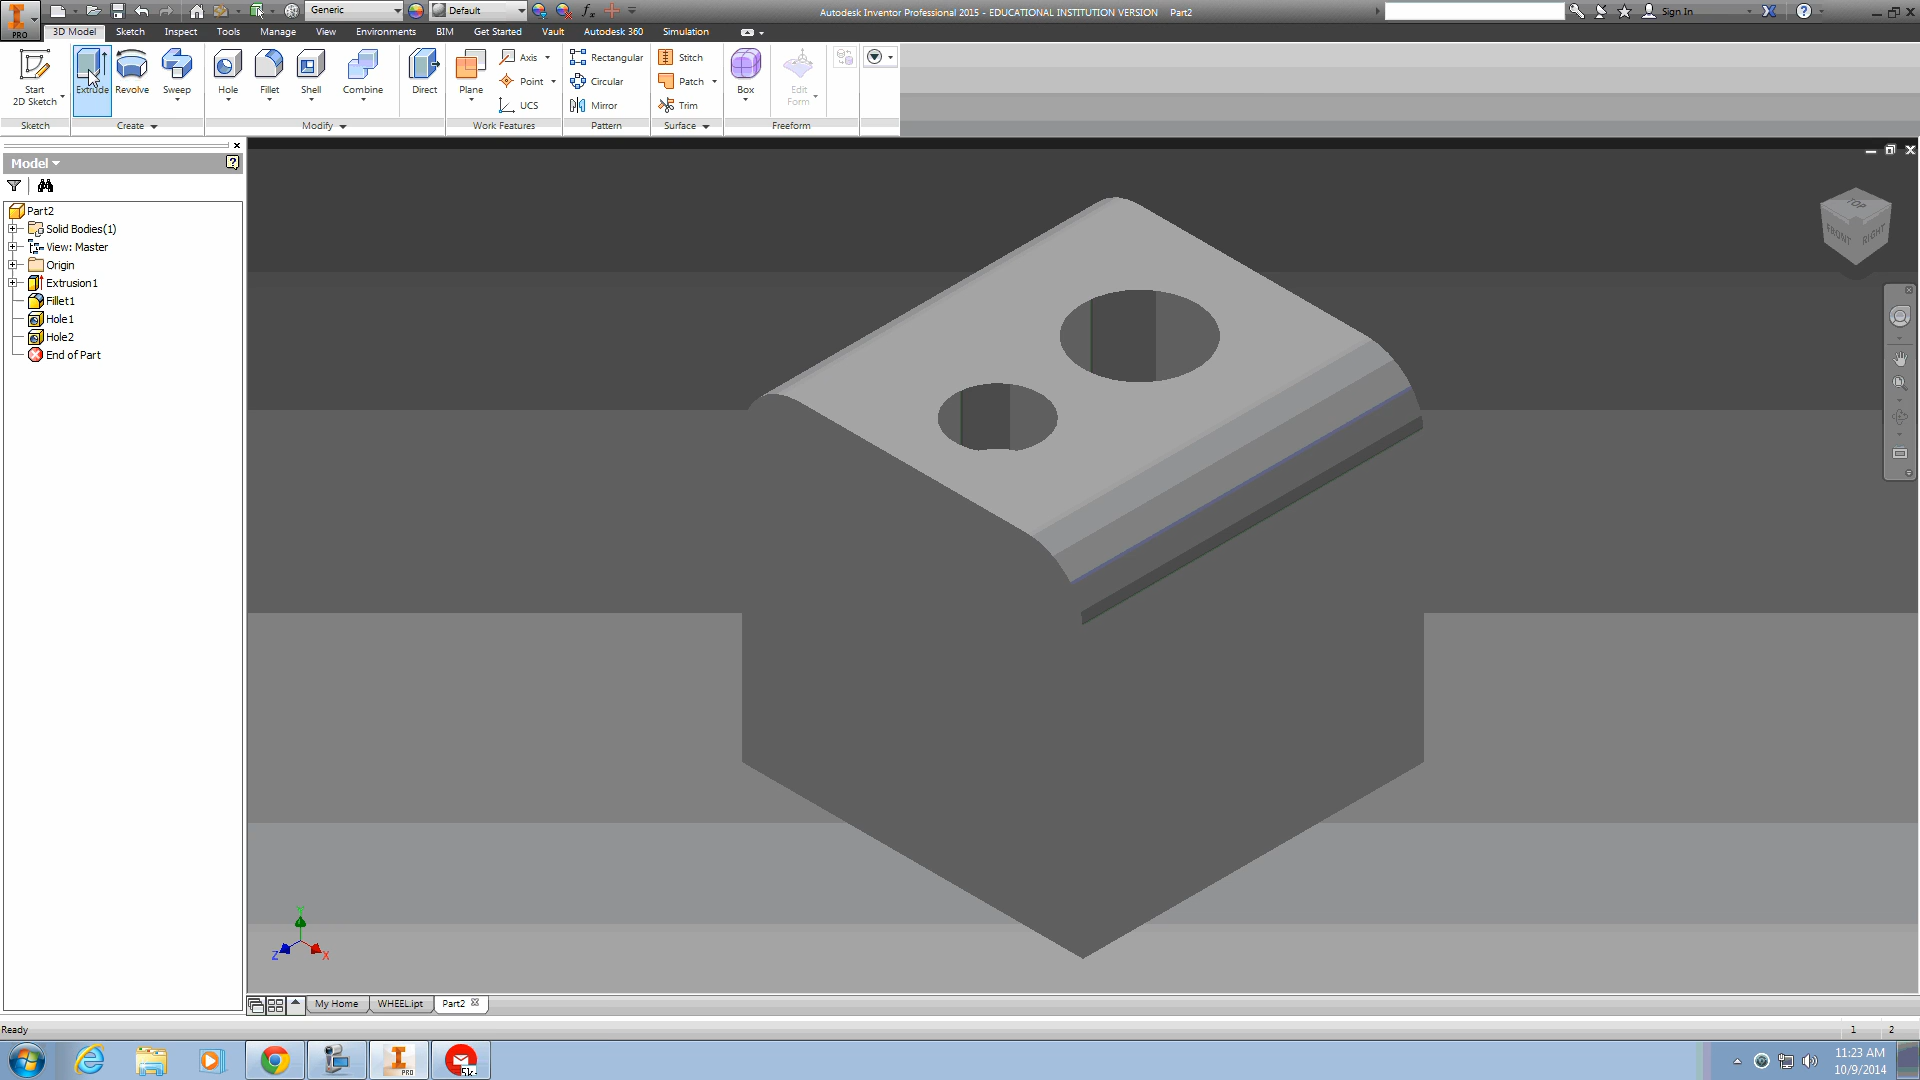 Generic
Default
Autodesk Inventor Professional 2015 - EDUCATIONAL INSTITUTION VERSION Part2
Sign In
PRO
3D Model Sketch Inspect Tools Manage View Environments BIM Get Started Vault Autodesk 360 Simulation
Start
2D Sketch
Extrude
Revolve
Sweep
Hole
Fillet
Shell
Combine
Direct
Plane
Axis
Point
UCS
Rectangular
Circular
Mirror
Stitch
Patch
Trim
Box
Edit
Form
Sketch
Create
Modify
Work Features
Pattern
Surface
Freeform
Model
Part2
Solid Bodies(1)
View: Master
Origin
Extrusion1
Fillet1
Hole1
Hole2
End of Part
TOP
FRONT
RIGHT
Y
Z
X
My Home
WHEEL.ipt
Part2
Ready
1
2
PRO
5k+
11:23 AM
10/9/2014